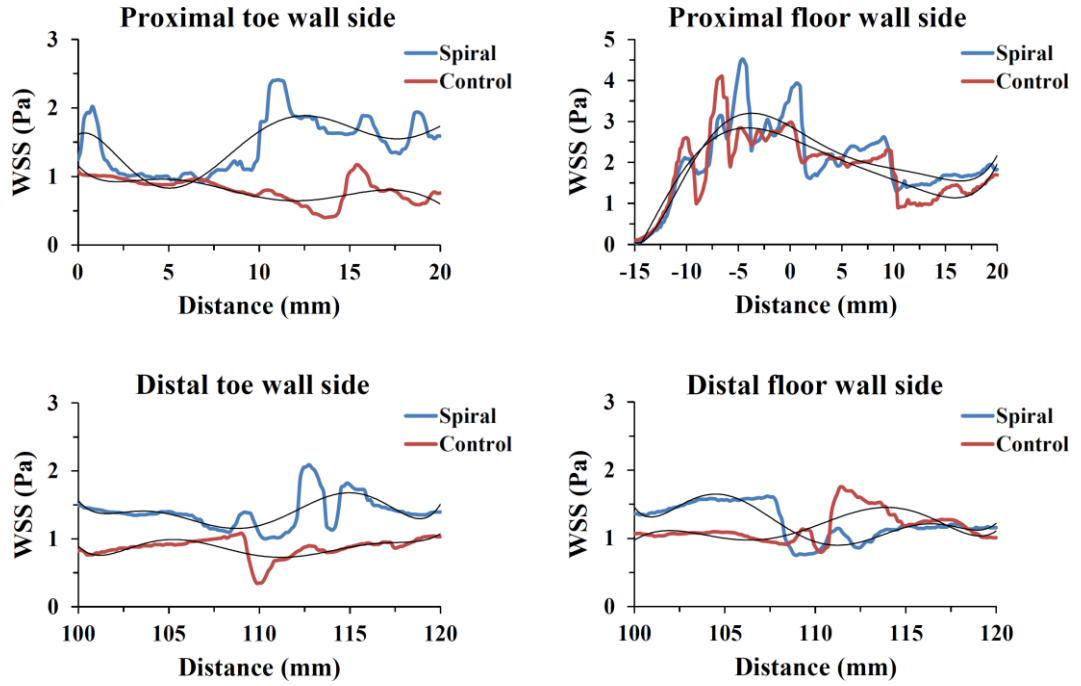 Proximal toe wall side
3
2
1
0
WSS (Pa)
Spiral
Control
0 5 10 15 20
Distance (mm)
Proximal floor wall side
5
4
3
2
1
0
WSS (Pa)
Spiral
Control
-15 -10 -5 0 5 10 15 20
Distance (mm)
Distal toe wall side
3
2
1
0
WSS (Pa)
Spiral
Control
100 105 110 115 120
Distance (mm)
Distal floor wall side
3
2
1
0
WSS (Pa)
Spiral
Control
100 105 110 115 120
Distance (mm)